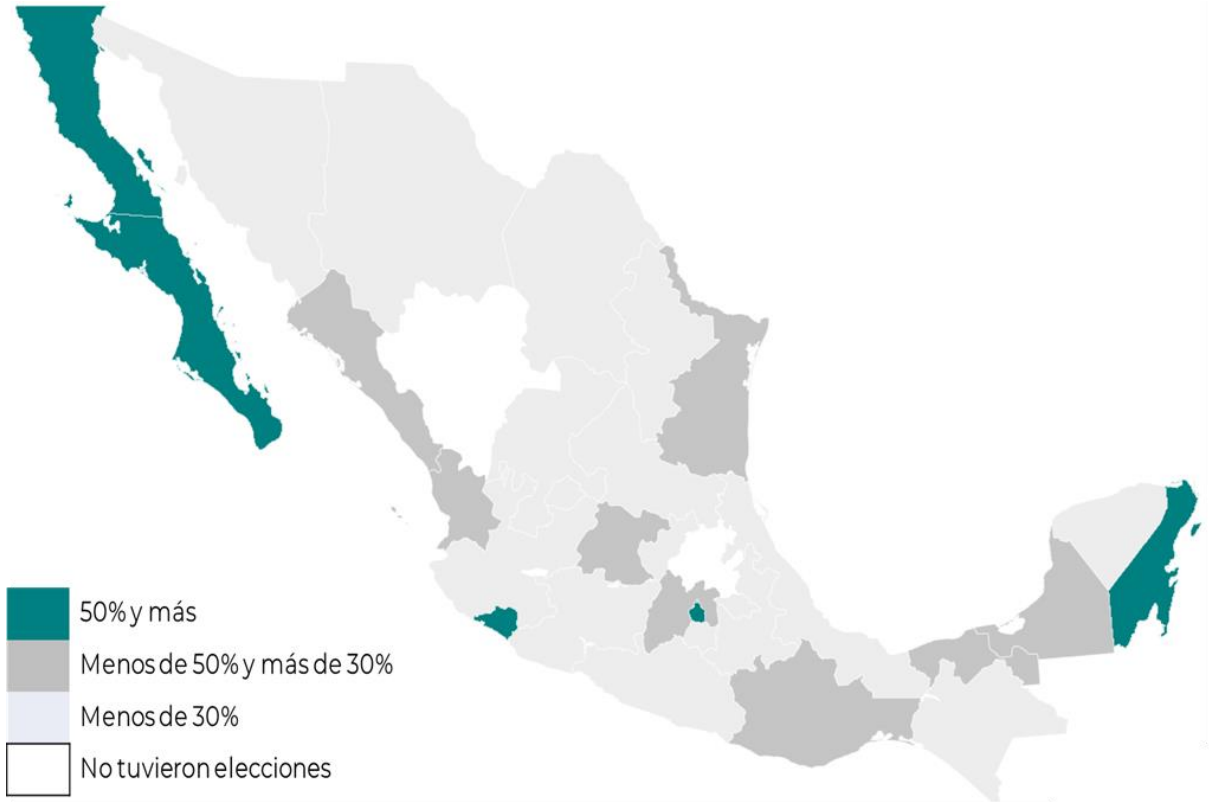 50% y más
Menos de 50% y más de 30%
Menos de 30%
No tuvieron elecciones